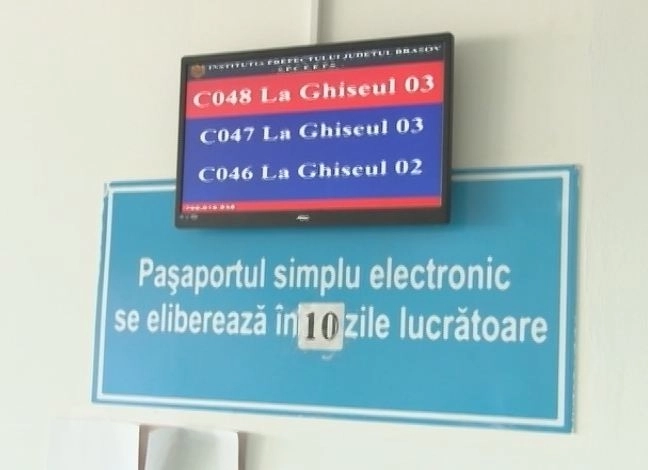 INSTITUTIA PREFECTULUI JUDETUL BRASOV
C048 La Ghiseul 03
C047 La Ghiseul 03
C046 La Ghiseul 02
Paşaportul simplu electronic
se eliberează în 10 zile lucrătoare